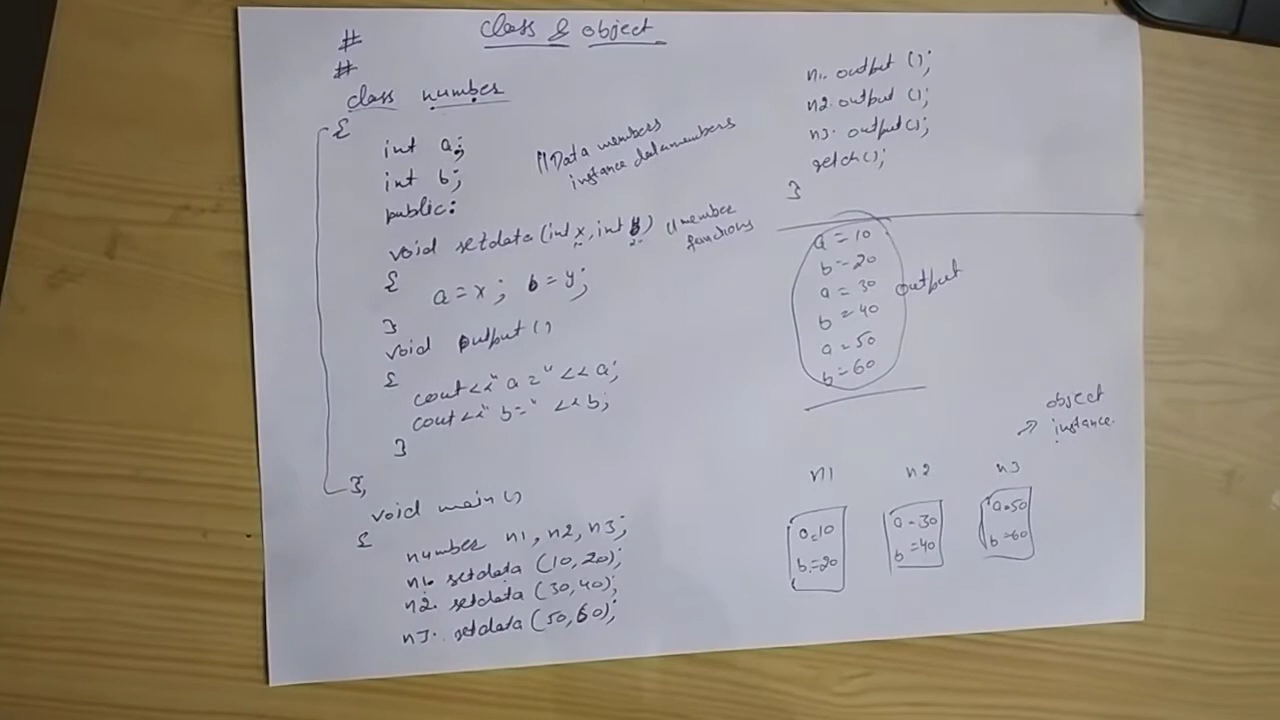 class & object
#
#
class number
{
int a;
int b;
//Data members
instance datamembers
public:
void setdata(int x, int y) //member
functions
{
a = x; b = y;
}
void output()
{
cout<<"a="<<a;
cout<<"b="<<b;
}
};
void main()
{
number n1, n2, n3;
n1. setdata (10,20);
n2. setdata (30,40);
n3. setdata (50,60);
n1. output ();
n2. output ();
n3. output();
getch();
}
a=10
b=20
a=30
output
b=40
a=50
b=60
object
→ instance.
n1 n2 n3
a=10 a=30 a=50
b=20 b=40 b=60